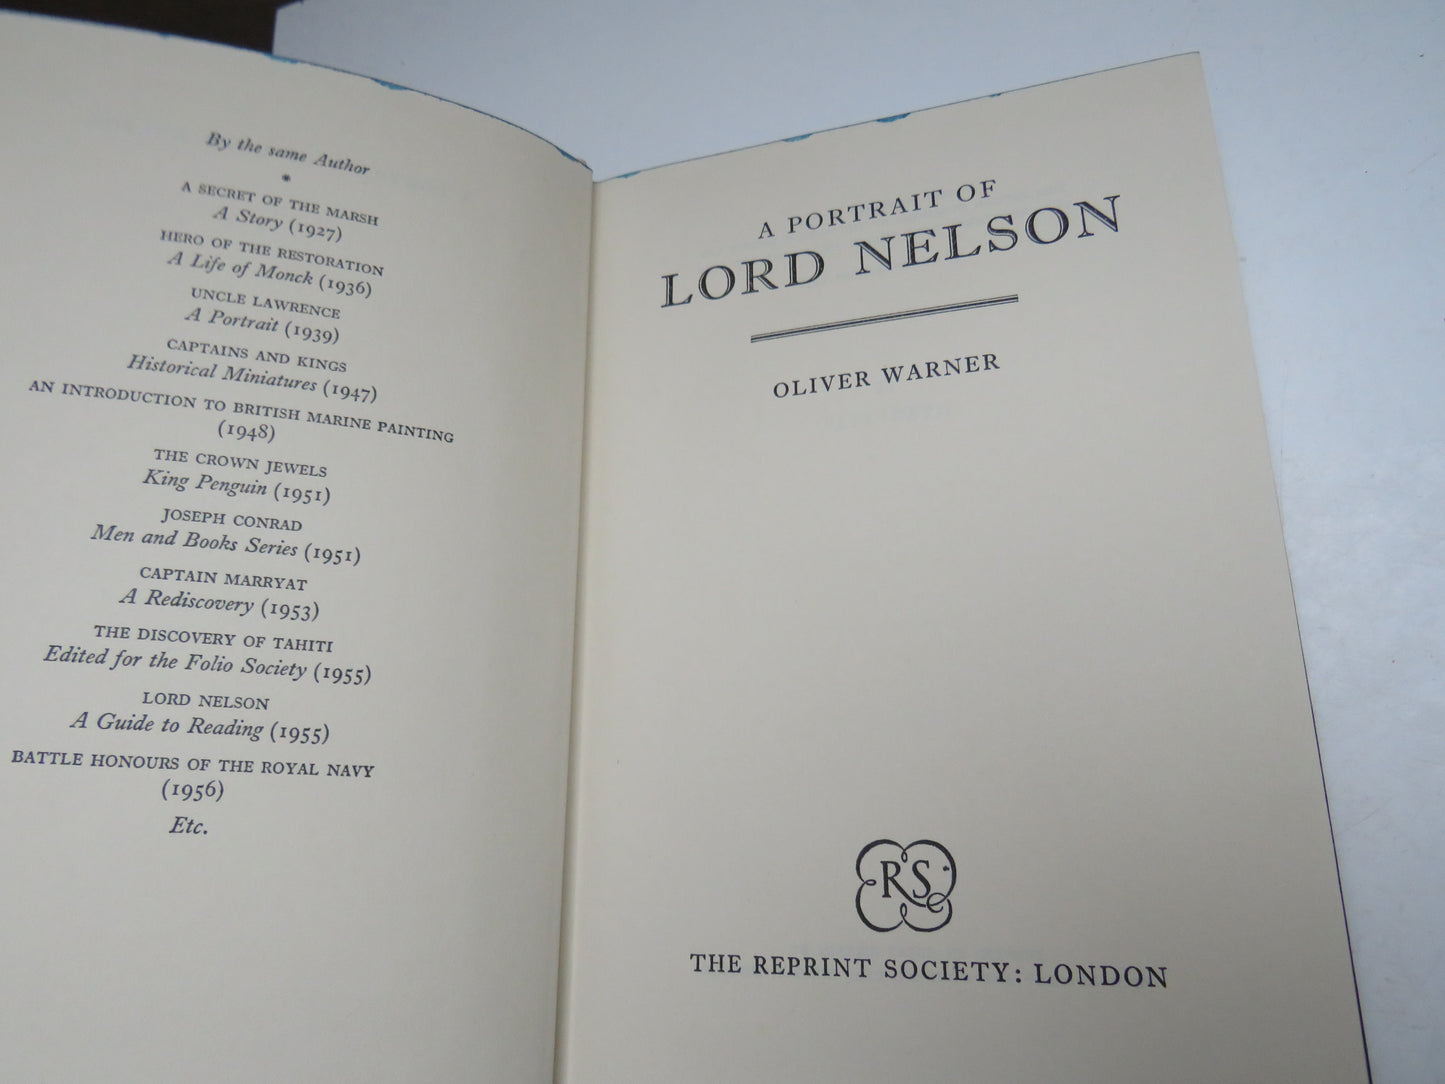 By the same Author
*
A SECRET OF THE MARSH
A Story (1927)
HERO OF THE RESTORATION
A Life of Monck (1936)
UNCLE LAWRENCE
A Portrait (1939)
CAPTAINS AND KINGS
Historical Miniatures (1947)
AN INTRODUCTION TO BRITISH MARINE PAINTING
(1948)
THE CROWN JEWELS
King Penguin (1951)
JOSEPH CONRAD
Men and Books Series (1951)
CAPTAIN MARRYAT
A Rediscovery (1953)
THE DISCOVERY OF TAHITI
Edited for the Folio Society (1955)
LORD NELSON
A Guide to Reading (1955)
BATTLE HONOURS OF THE ROYAL NAVY
(1956)
Etc.
A PORTRAIT OF
LORD NELSON
OLIVER WARNER
RS
THE REPRINT SOCIETY: LONDON